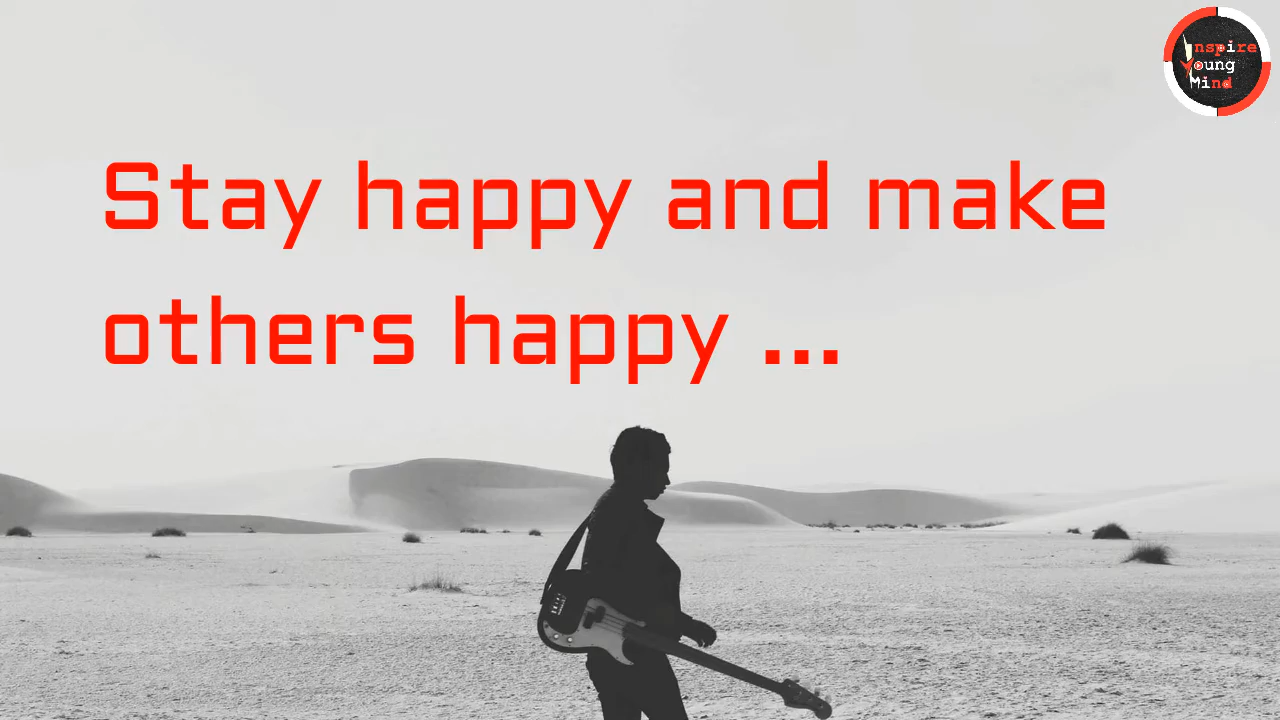 Inspire
Young
Mind
Stay happy and make
others happy ...